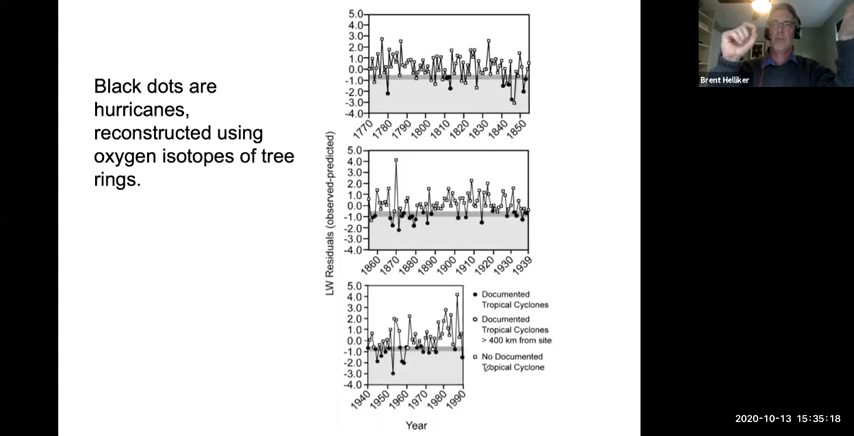 Black dots are
hurricanes,
reconstructed using
oxygen isotopes of tree
rings.
LW Residuals (observed-predicted)
5.0
4.0
3.0
2.0
1.0
0.0
-1.0
-2.0
-3.0
-4.0
1770 1780 1790 1800 1810 1820 1830 1840 1850
5.0
4.0
3.0
2.0
1.0
0.0
-1.0
-2.0
-3.0
-4.0
1860 1870 1880 1890 1900 1910 1920 1930 1939
5.0
4.0
3.0
2.0
1.0
0.0
-1.0
-2.0
-3.0
-4.0
1940 1950 1960 1970 1980 1990
Year
Documented
Tropical Cyclones
Documented
Tropical Cyclones
> 400 km from site
No Documented
Tropical Cyclone
Brent Helliker
2020-10-13 15:35:18